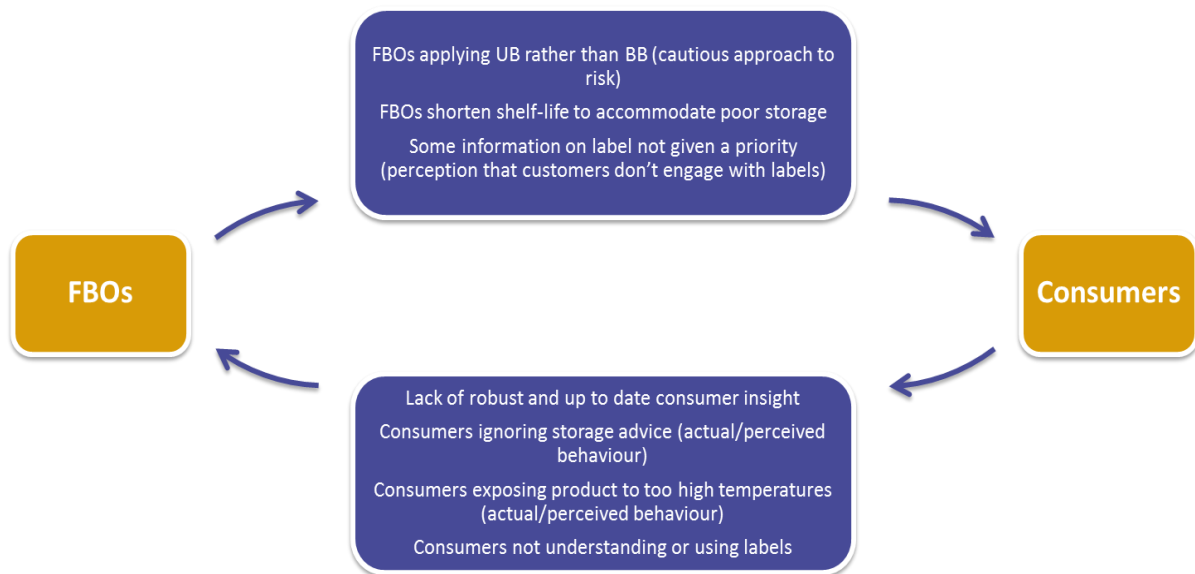 FBOs applying UB rather than BB (cautious approach to
risk)
FBOs shorten shelf-life to accommodate poor storage
Some information on label not given a priority
(perception that customers don’t engage with labels)
FBOs
Consumers
Lack of robust and up to date consumer insight
Consumers ignoring storage advice (actual/perceived
behaviour)
Consumers exposing product to too high temperatures
(actual/perceived behaviour)
Consumers not understanding or using labels